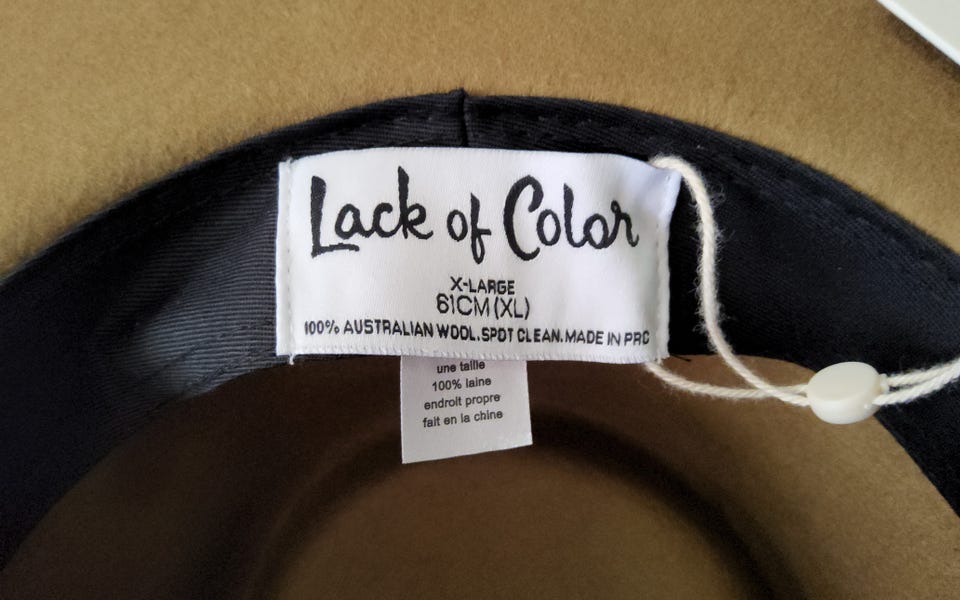 Lack of Color
X-LARGE
61CM(XL)
100% AUSTRALIAN WOOL.SPOT CLEAN.MADE IN PRC
une taille
100% laine
endroit propre
fait en la chine